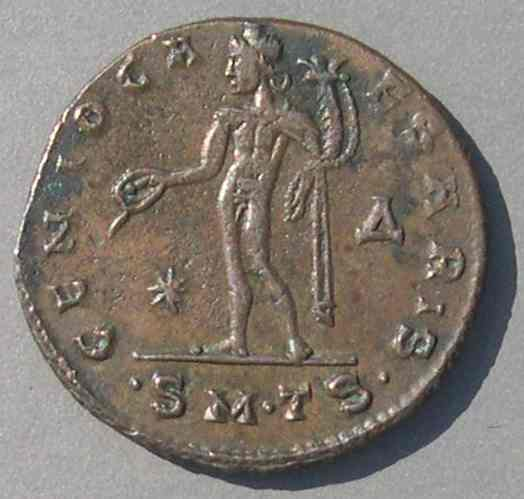 GENIO CAESARIS
Δ
·SM·TS·